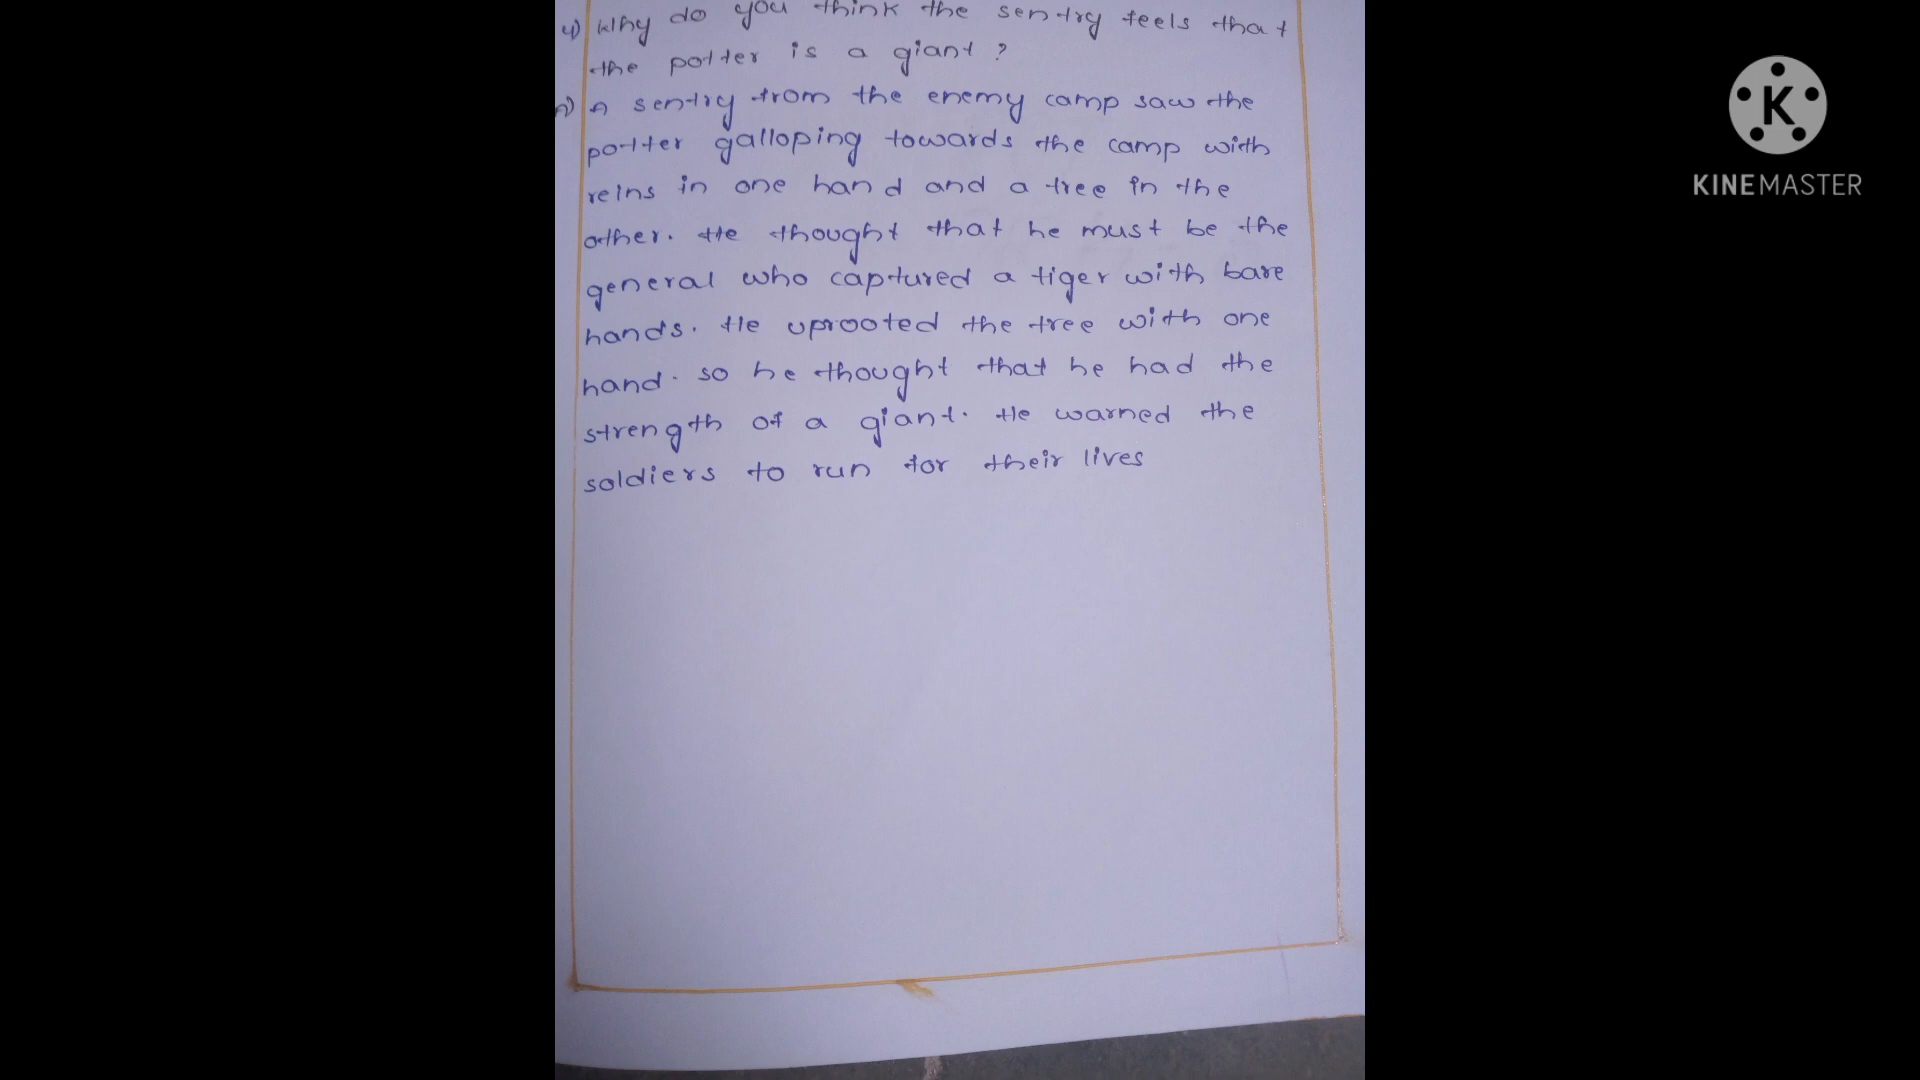 4) Why do you think the sentry feels that
the potter is a giant ?
A) A sentry from the enemy camp saw the
potter galloping towards the camp with
reins in one hand and a tree in the
other. He thought that he must be the
general who captured a tiger with bare
hands. He uprooted the tree with one
hand. so he thought that he had the
strength of a giant. He warned the
soldiers to run for their lives
K
KINEMASTER